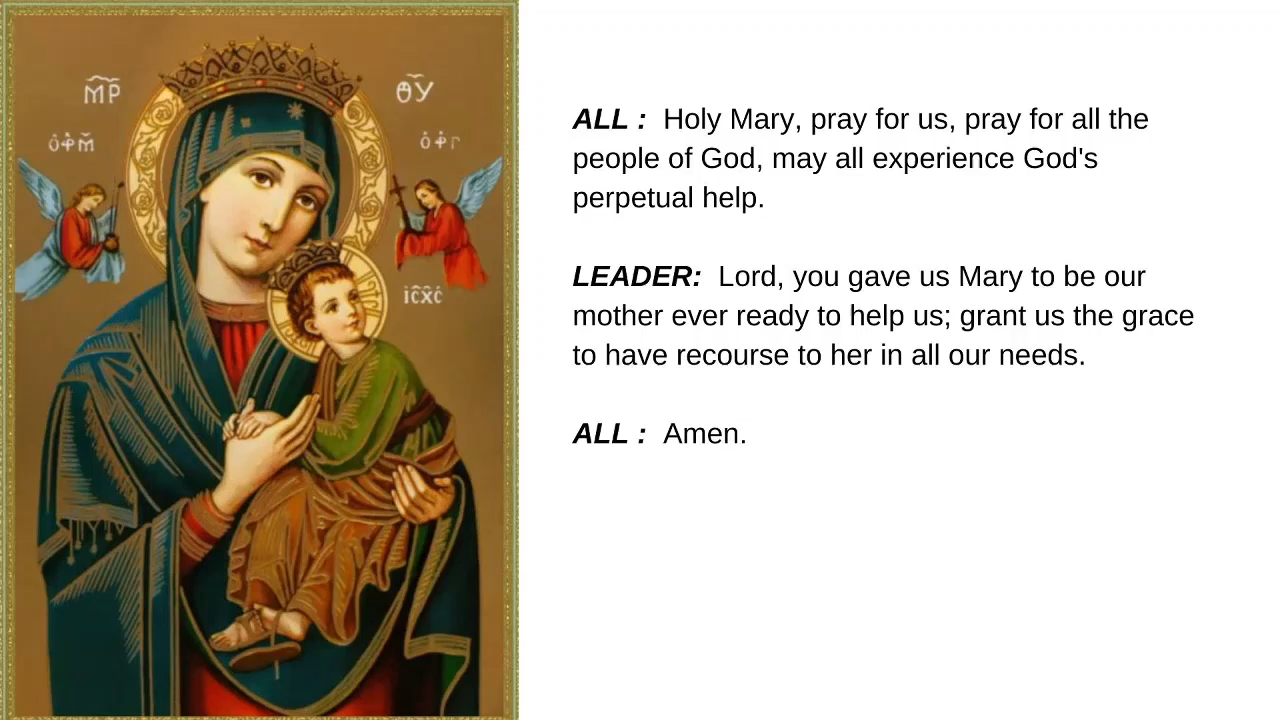 ΜΡ ΘΥ
ὁ ἀ Μ ὁ ἀ Γ
ΙC ΧC
ALL : Holy Mary, pray for us, pray for all the
people of God, may all experience God's
perpetual help.
LEADER: Lord, you gave us Mary to be our
mother ever ready to help us; grant us the grace
to have recourse to her in all our needs.
ALL : Amen.